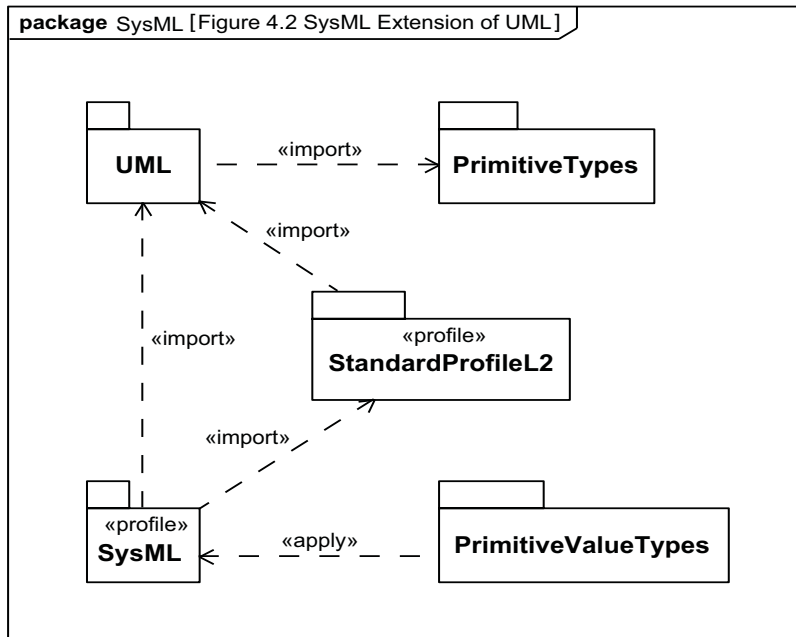 package SysML [Figure 4.2 SysML Extension of UML]
UML
«import»
PrimitiveTypes
«import»
«import»
«profile»
StandardProfileL2
«import»
«profile»
SysML
«apply»
PrimitiveValueTypes